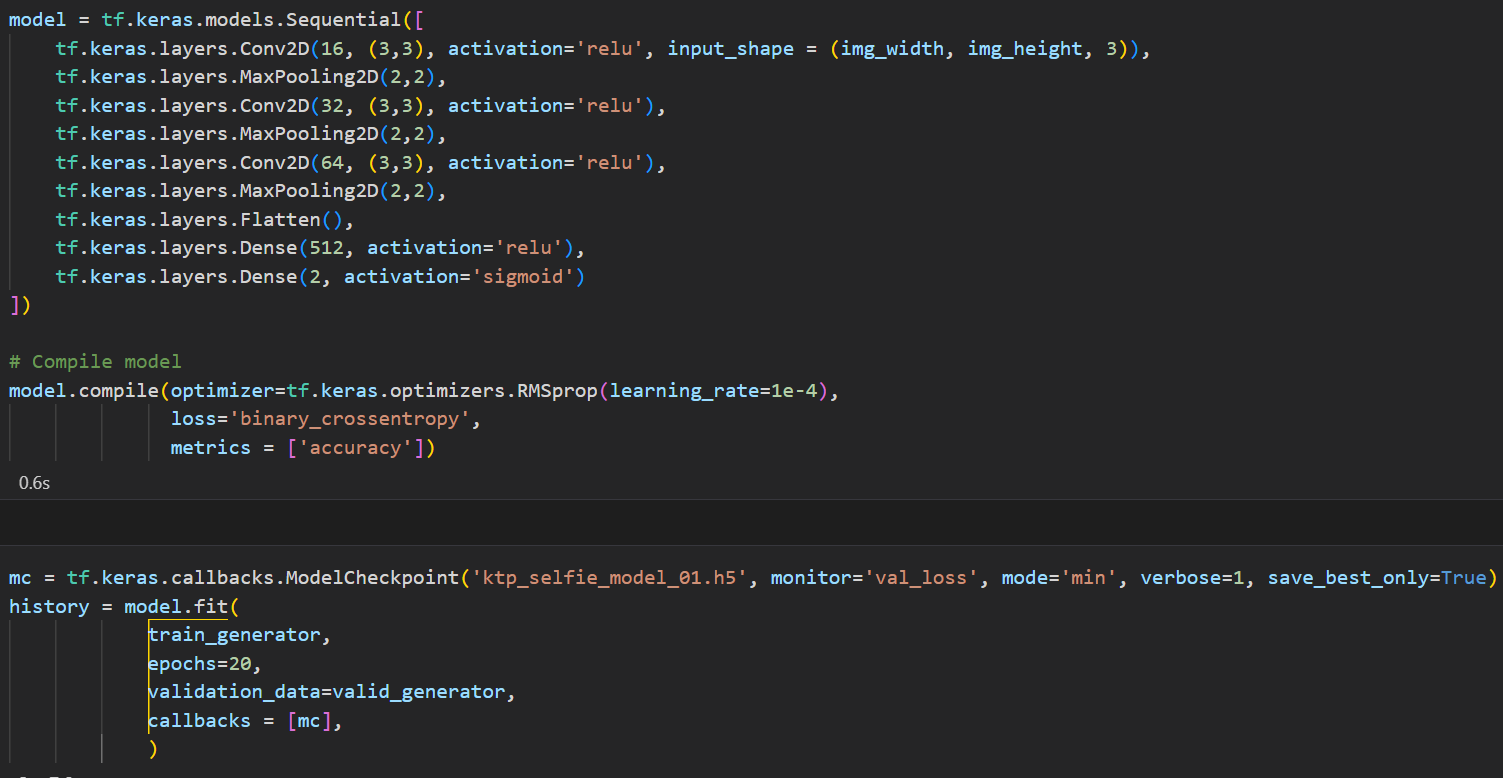 model = tf.keras.models.Sequential([
    tf.keras.layers.Conv2D(16, (3,3), activation='relu', input_shape = (img_width, img_height, 3)),
    tf.keras.layers.MaxPooling2D(2,2),
    tf.keras.layers.Conv2D(32, (3,3), activation='relu'),
    tf.keras.layers.MaxPooling2D(2,2),
    tf.keras.layers.Conv2D(64, (3,3), activation='relu'),
    tf.keras.layers.MaxPooling2D(2,2),
    tf.keras.layers.Flatten(),
    tf.keras.layers.Dense(512, activation='relu'),
    tf.keras.layers.Dense(2, activation='sigmoid')
])
# Compile model
model.compile(optimizer=tf.keras.optimizers.RMSprop(learning_rate=1e-4),
              loss='binary_crossentropy',
              metrics = ['accuracy'])
0.6s
mc = tf.keras.callbacks.ModelCheckpoint('ktp_selfie_model_01.h5', monitor='val_loss', mode='min', verbose=1, save_best_only=True)
history = model.fit(
            train_generator,
            epochs=20,
            validation_data=valid_generator,
            callbacks = [mc],
            )